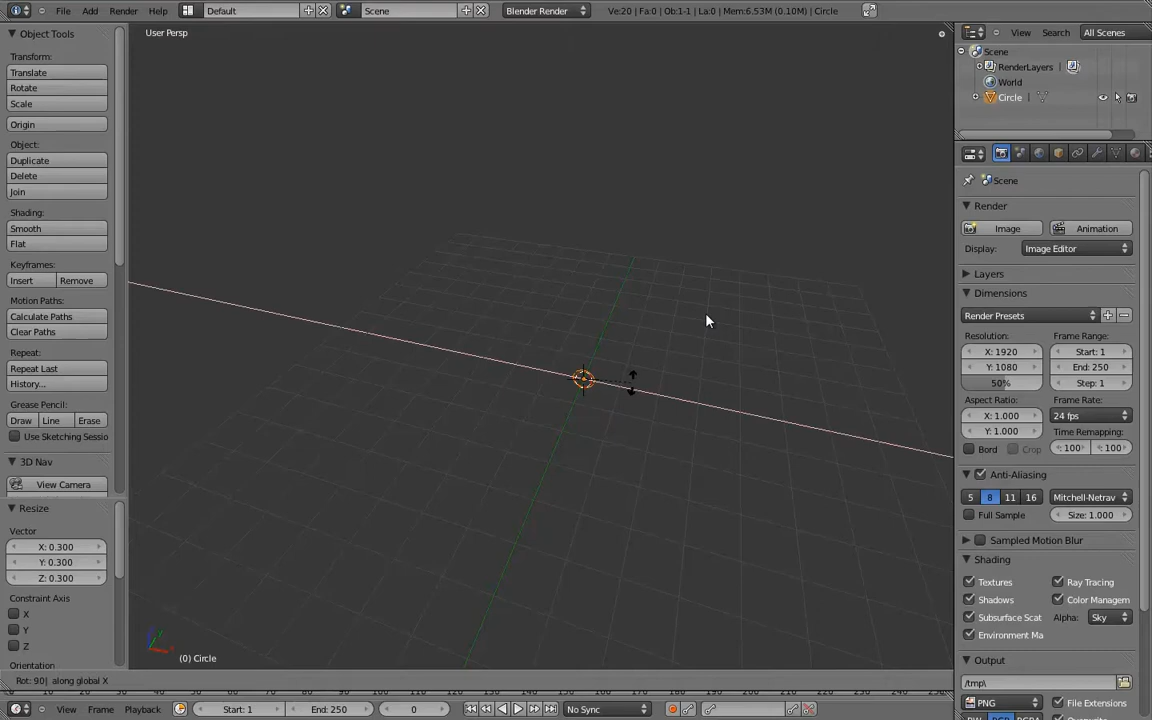 File Add Render Help Default Scene Blender Render Ve:20 | Fa:0 | Ob:1-1 | La:0 | Mem:6.53M (0.10M) | Circle
Object Tools
Transform:
Translate
Rotate
Scale
Origin
Object:
Duplicate
Delete
Join
Shading:
Smooth
Flat
Keyframes:
Insert Remove
Motion Paths:
Calculate Paths
Clear Paths
Repeat:
Repeat Last
History...
Grease Pencil:
Draw Line Erase
Use Sketching Sessio
3D Nav
View Camera
Resize
Vector
X: 0.300
Y: 0.300
Z: 0.300
Constraint Axis
X
Y
Z
Orientation
User Persp
(0) Circle
Rot: 90| along global X
View Search All Scenes
Scene
RenderLayers |
World
Circle |
Scene
Render
Image Animation
Display: Image Editor
Layers
Dimensions
Render Presets
Resolution: Frame Range:
X: 1920 Start: 1
Y: 1080 End: 250
50% Step: 1
Aspect Ratio: Frame Rate:
X: 1.000 24 fps
Y: 1.000 Time Remapping:
Bord Crop 100 100
Anti-Aliasing
5 8 11 16 Mitchell-Netrav
Full Sample Size: 1.000
Sampled Motion Blur
Shading
Textures Ray Tracing
Shadows Color Managem
Subsurface Scat Alpha: Sky
Environment Ma
Output
/tmp\
PNG File Extensions
View Frame Playback Start: 1 End: 250 0 No Sync